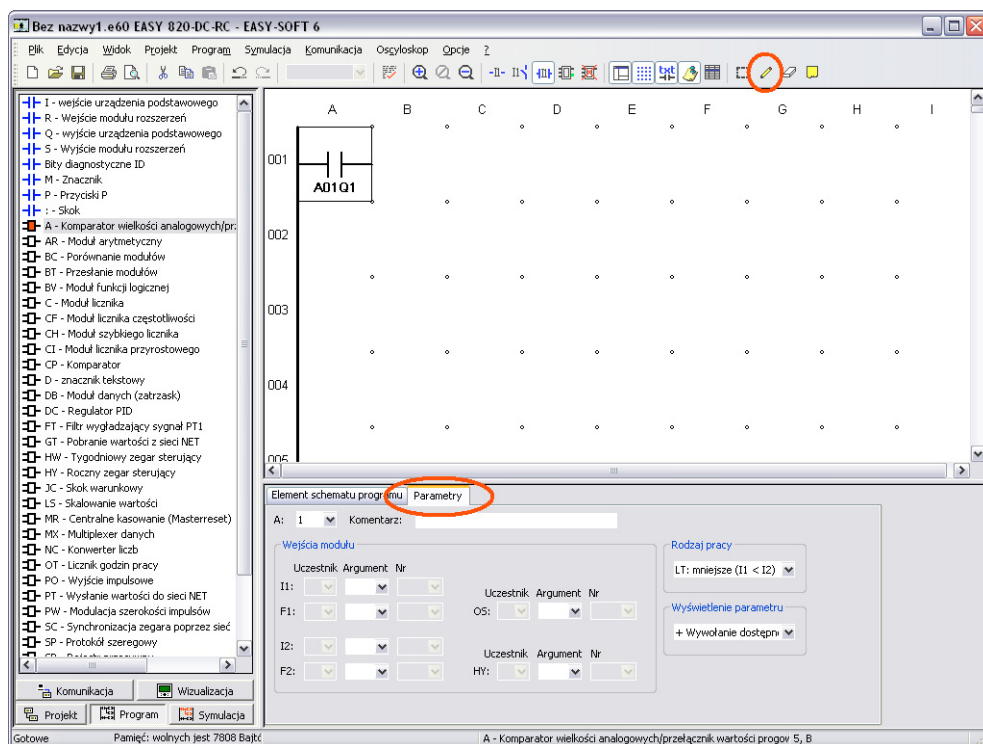 Bez nazwy1.e60 EASY 820-DC-RC - EASY-SOFT 6
Plik Edycja Widok Projekt Program Symulacja Komunikacja Oscyloskop Opcje ?
I - wejście urządzenia podstawowego
R - Wejście modułu rozszerzeń
Q - wyjście urządzenia podstawowego
S - Wyjście modułu rozszerzeń
Bity diagnostyczne ID
M - Znacznik
P - Przyciski P
: - Skok
A - Komparator wielkości analogowych/prz
AR - Moduł arytmetyczny
BC - Porównanie modułów
BT - Przesłanie modułów
BV - Moduł funkcji logicznej
C - Moduł licznika
CF - Moduł licznika częstotliwości
CH - Moduł szybkiego licznika
CI - Moduł licznika przyrostowego
CP - Komparator
D - znacznik tekstowy
DB - Moduł danych (zatrzask)
DC - Regulator PID
FT - Filtr wygładzający sygnał PT1
GT - Pobranie wartości z sieci NET
HW - Tygodniowy zegar sterujący
HY - Roczny zegar sterujący
JC - Skok warunkowy
LS - Skalowanie wartości
MR - Centralne kasowanie (Masterreset)
MX - Multiplexer danych
NC - Konwerter liczb
OT - Licznik godzin pracy
PO - Wyjście impulsowe
PT - Wysłanie wartości do sieci NET
PW - Modulacja szerokości impulsów
SC - Synchronizacja zegara poprzez sieć
SP - Protokół szeregowy
Komunikacja Wizualizacja
Projekt Program Symulacja
A B C D E F G H I
001
A01Q1
002
003
004
005
Element schematu programu Parametry
A: 1 Komentarz:
Wejścia modułu
Uczestnik Argument Nr
I1:
F1:
I2:
F2:
Uczestnik Argument Nr
OS:
Uczestnik Argument Nr
HY:
Rodzaj pracy
LT: mniejsze (I1 < I2)
Wyświetlenie parametru
+ Wywołanie dostępn
Gotowe Pamięć: wolnych jest 7808 Bajtó A - Komparator wielkości analogowych/przełącznik wartości progov 5, B